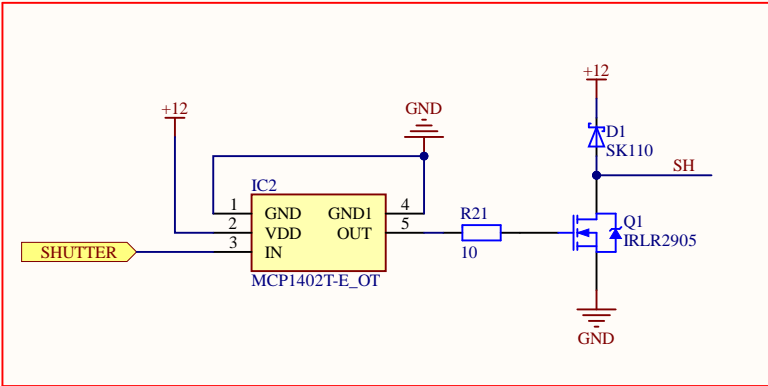 +12
+12
GND
D1
SK110
SH
IC2
1 GND GND1 4
2 VDD OUT 5
3 IN
SHUTTER
MCP1402T-E_OT
R21
10
Q1
IRLR2905
GND